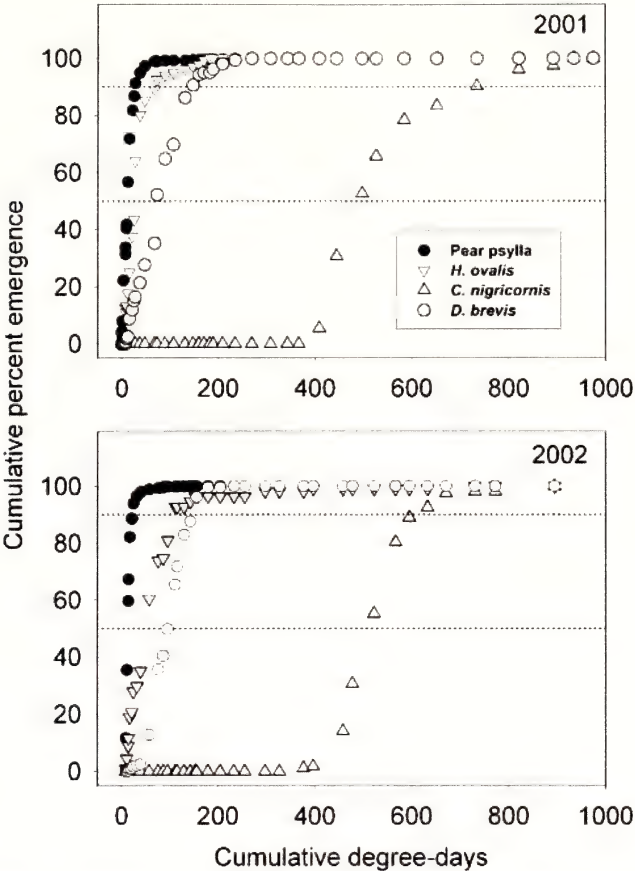 2001
100
80
60
40
20
0
Pear psylla
H. ovalis
C. nigricornis
D. brevis
0 200 400 600 800 1000
Cumulative percent emergence
2002
100
80
60
40
20
0
0 200 400 600 800 1000
Cumulative degree-days